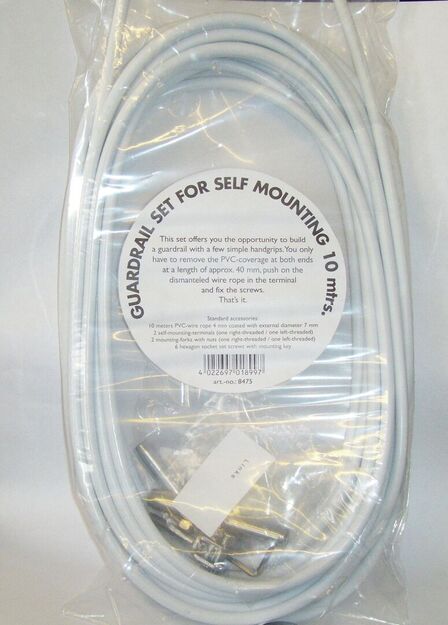 GUARDRAIL SET FOR SELF MOUNTING 10 mtrs.
This set offers you the opportunity to build
a guardrail with a few simple handgrips. You only
have to remove the PVC-coverage at both ends
at a length of approx. 40 mm, push on the
dismanteled wire rope in the terminal
and fix the screws.
That's it.
Standard accessories
10 meters PVC-wire rope 4 mm coated with external diameter 7 mm
2 self-mounting-terminals (one right-threaded / one left-threaded)
2 mounting-forks with nuts (one right-threaded / one left-threaded)
6 hexagon socket set screws with mounting key
4 022697 018997
art.-no.: 8475
Links